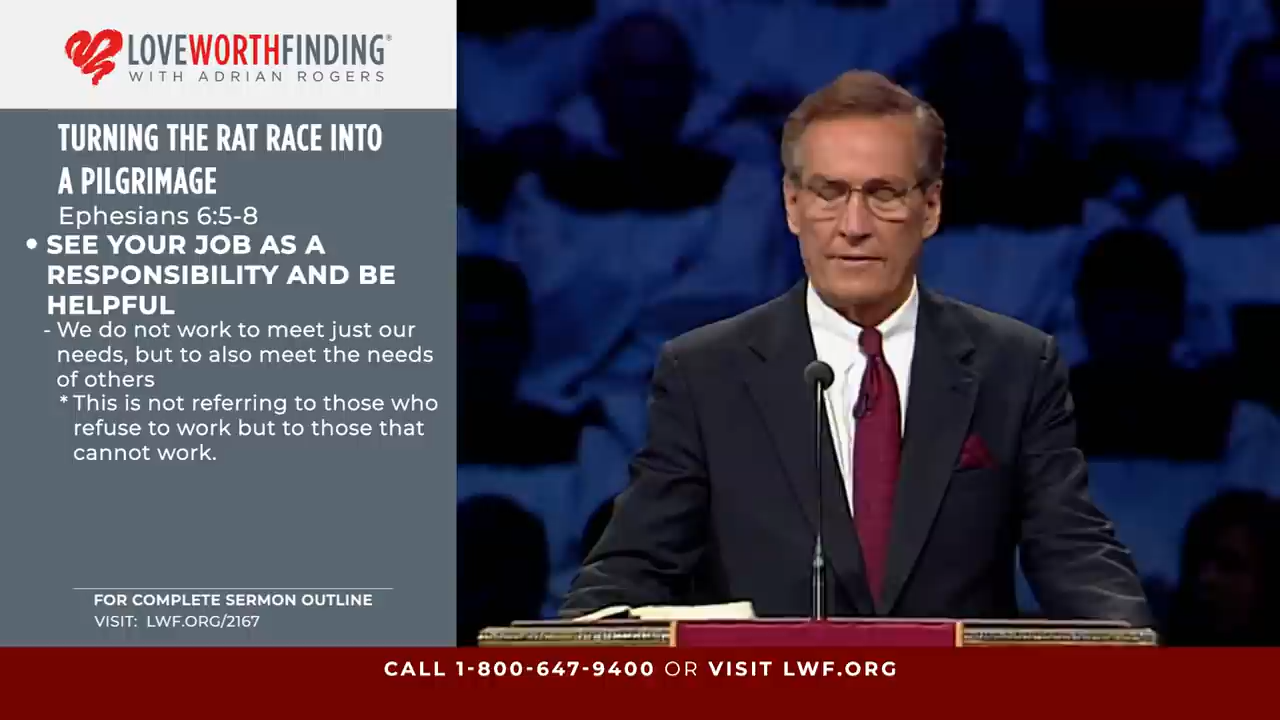 LOVEWORTHFINDING®
WITH ADRIAN ROGERS
TURNING THE RAT RACE INTO
A PILGRIMAGE
Ephesians 6:5-8
• SEE YOUR JOB AS A
RESPONSIBILITY AND BE
HELPFUL
- We do not work to meet just our
needs, but to also meet the needs
of others
* This is not referring to those who
refuse to work but to those that
cannot work.
FOR COMPLETE SERMON OUTLINE
VISIT: LWF.ORG/2167
CALL 1-800-647-9400 OR VISIT LWF.ORG